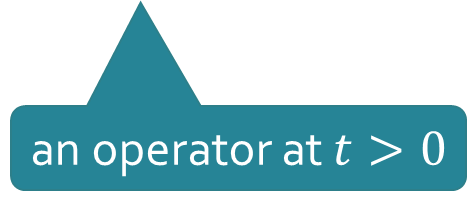 an operator at t > 0